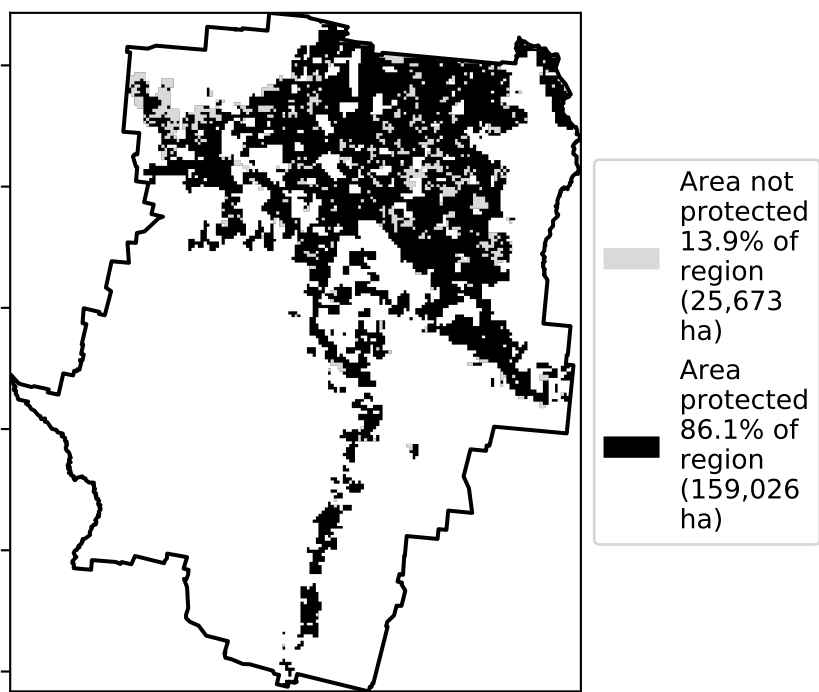 Area not
protected
13.9% of
region
(25,673
ha)
Area
protected
86.1% of
region
(159,026
ha)